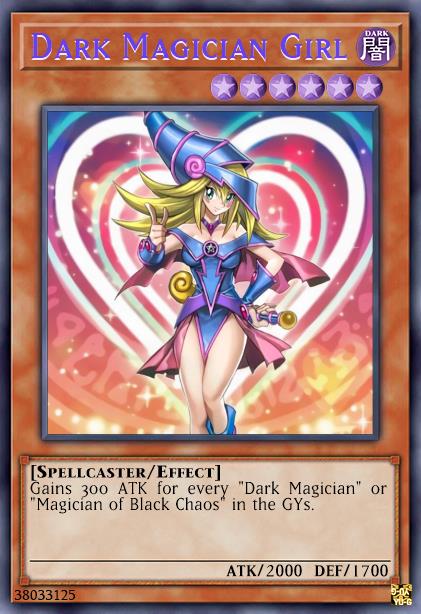 Dark Magician Girl
DARK
闇
[Spellcaster/Effect]
Gains 300 ATK for every "Dark Magician" or
"Magician of Black Chaos" in the GYs.
ATK/2000 DEF/1700
38033125